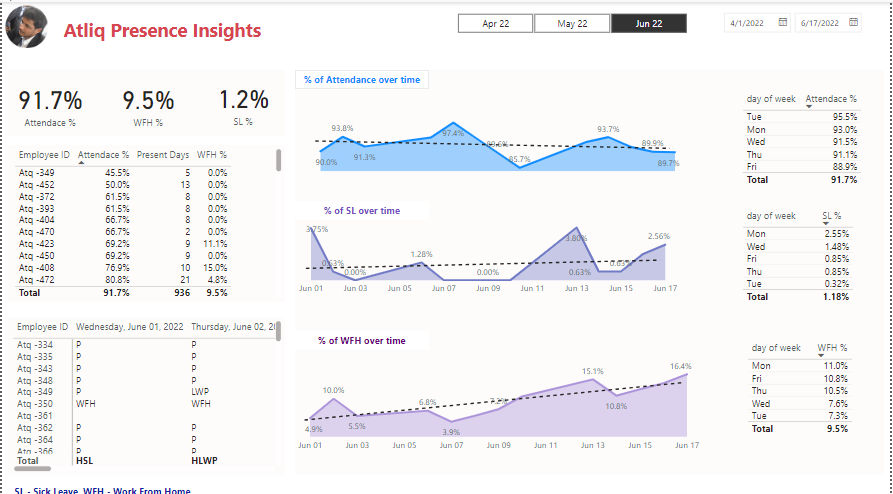 Atliq Presence Insights
Apr 22 May 22 Jun 22 4/1/2022 6/17/2022
91.7% 9.5% 1.2%
Attendace % WFH % SL %
Employee ID Attendace % Present Days WFH %
Atq -349 45.5% 5 0.0%
Atq -452 50.0% 13 0.0%
Atq -372 61.5% 8 0.0%
Atq -393 61.5% 8 0.0%
Atq -404 66.7% 8 0.0%
Atq -470 66.7% 2 0.0%
Atq -423 69.2% 9 11.1%
Atq -450 69.2% 9 0.0%
Atq -408 76.9% 10 15.0%
Atq -472 80.8% 21 4.8%
Total 91.7% 936 9.5%
Employee ID Wednesday, June 01, 2022 Thursday, June 02, 20
Atq -334 P P
Atq -335 P P
Atq -343 P P
Atq -348 P P
Atq -349 P LWP
Atq -350 WFH WFH
Atq -361
Atq -362 P P
Atq -364 P P
Atq -366 P P
Total HSL HLWP
SL - Sick Leave, WFH - Work From Home
% of Attendance over time
90.0% 93.8% 91.3% 97.4% 85.7% 93.7% 89.9% 89.7%
% of SL over time
3.75% 0.63% 0.00% 1.28% 0.00% 3.80% 0.63% 0.63% 2.56%
Jun 01 Jun 03 Jun 05 Jun 07 Jun 09 Jun 11 Jun 13 Jun 15 Jun 17
% of WFH over time
4.9% 10.0% 5.5% 6.8% 3.9% 7.2% 15.1% 10.8% 16.4%
Jun 01 Jun 03 Jun 05 Jun 07 Jun 09 Jun 11 Jun 13 Jun 15 Jun 17
day of week Attendace %
Tue 95.5%
Mon 93.0%
Wed 91.5%
Thu 91.1%
Fri 88.9%
Total 91.7%
day of week SL %
Mon 2.55%
Wed 1.48%
Fri 0.85%
Thu 0.85%
Tue 0.32%
Total 1.18%
day of week WFH %
Mon 11.0%
Fri 10.8%
Thu 10.5%
Wed 7.6%
Tue 7.3%
Total 9.5%